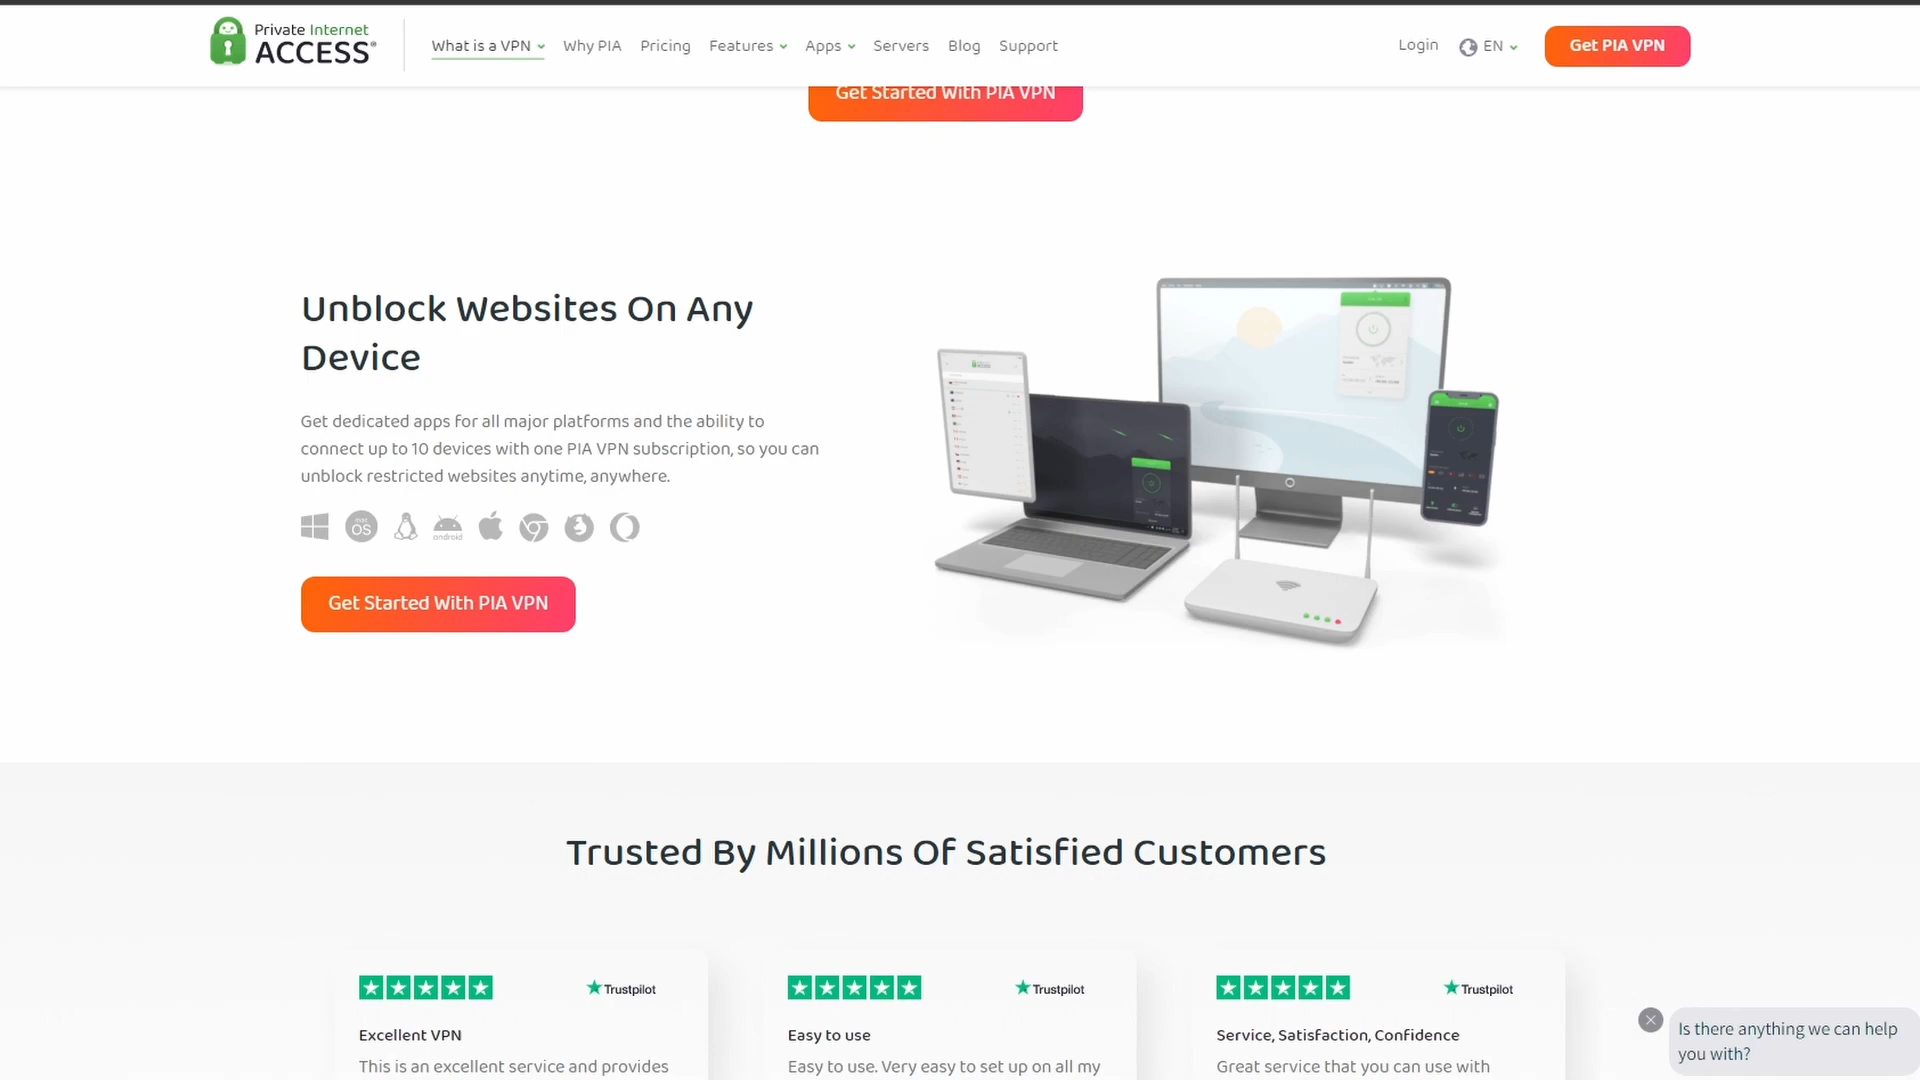 Private Internet
ACCESS®
What is a VPN
Why PIA
Pricing
Features
Apps
Servers
Blog
Support
Login
EN
Get PIA VPN
Get Started With PIA VPN
Unblock Websites On Any
Device
Get dedicated apps for all major platforms and the ability to
connect up to 10 devices with one PIA VPN subscription, so you can
unblock restricted websites anytime, anywhere.
mac
OS
android
Get Started With PIA VPN
ACCESS
Trusted By Millions Of Satisfied Customers
Trustpilot
Excellent VPN
This is an excellent service and provides
Trustpilot
Easy to use
Easy to use. Very easy to set up on all my
Trustpilot
Service, Satisfaction, Confidence
Great service that you can use with
Is there anything we can help
you with?